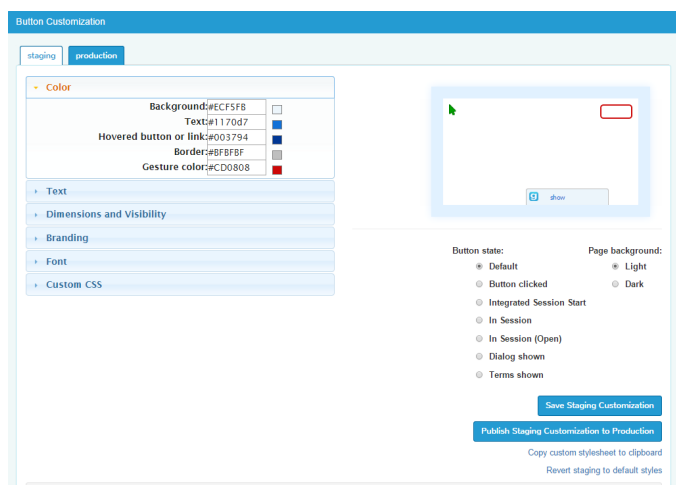 Button Customization
staging production
Color
Background: #ECF5FB
Text: #1170d7
Hovered button or link: #003794
Border: #BFBFBF
Gesture color: #CD0808
Text
Dimensions and Visibility
Branding
Font
Custom CSS
show
Button state: Page background:
Default Light
Button clicked Dark
Integrated Session Start
In Session
In Session (Open)
Dialog shown
Terms shown
Save Staging Customization
Publish Staging Customization to Production
Copy custom stylesheet to clipboard
Revert staging to default styles